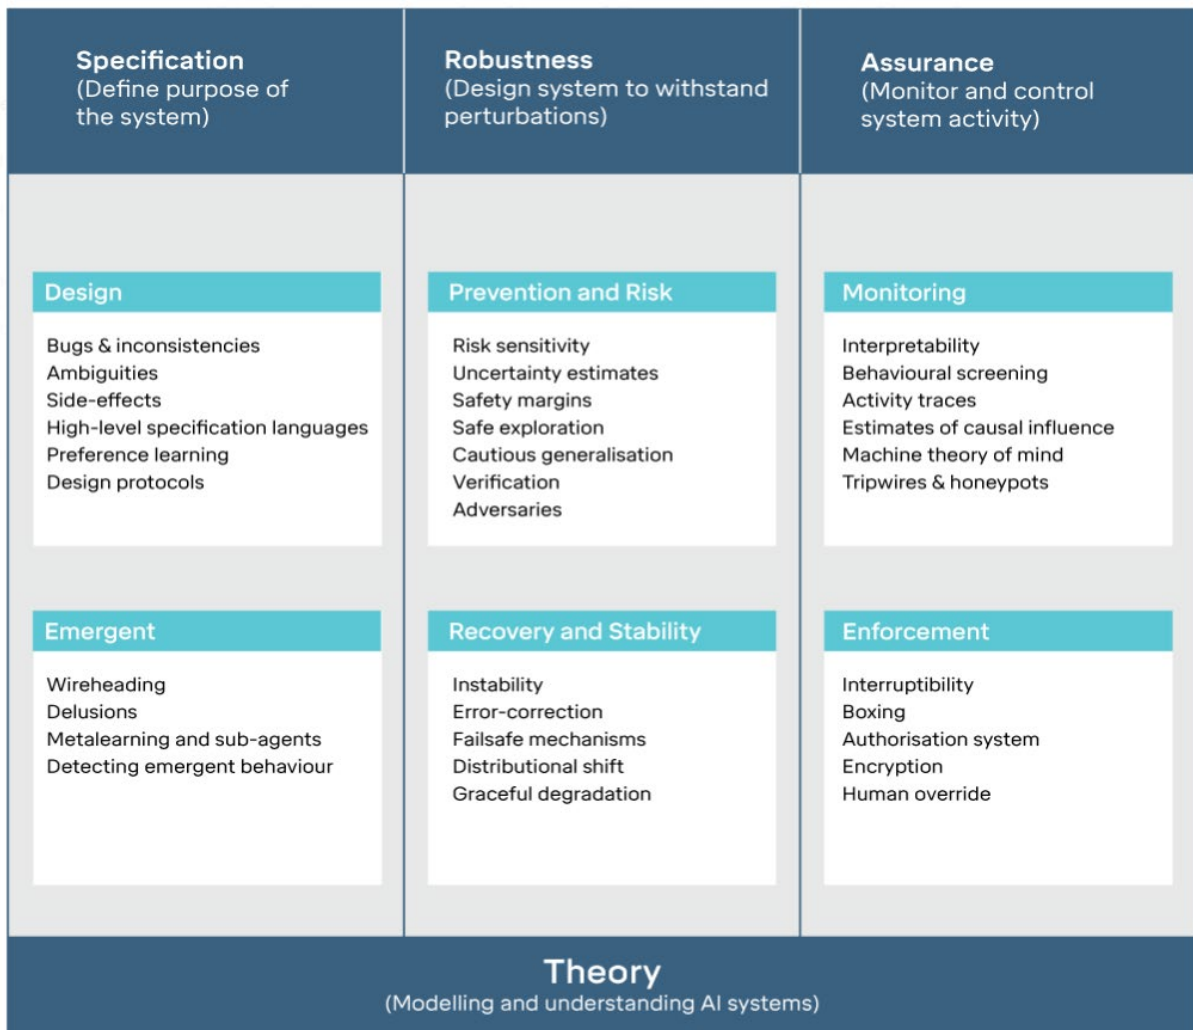 Specification
(Define purpose of
the system)
Robustness
(Design system to withstand
perturbations)
Assurance
(Monitor and control
system activity)
Design
Bugs & inconsistencies
Ambiguities
Side-effects
High-level specification languages
Preference learning
Design protocols
Prevention and Risk
Risk sensitivity
Uncertainty estimates
Safety margins
Safe exploration
Cautious generalisation
Verification
Adversaries
Monitoring
Interpretability
Behavioural screening
Activity traces
Estimates of causal influence
Machine theory of mind
Tripwires & honeypots
Emergent
Wireheading
Delusions
Metalearning and sub-agents
Detecting emergent behaviour
Recovery and Stability
Instability
Error-correction
Failsafe mechanisms
Distributional shift
Graceful degradation
Enforcement
Interruptibility
Boxing
Authorisation system
Encryption
Human override
Theory
(Modelling and understanding AI systems)